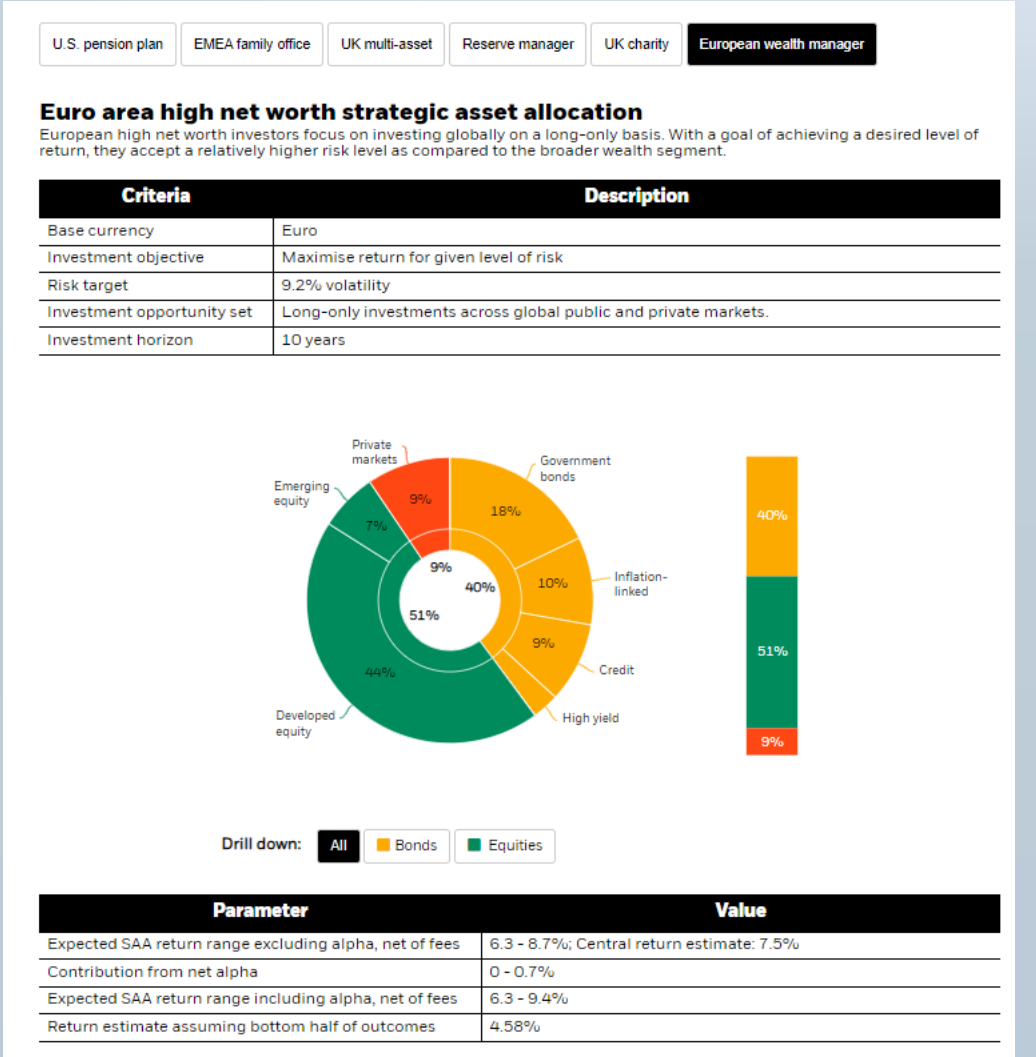 U.S. pension plan
EMEA family office
UK multi-asset
Reserve manager
UK charity
European wealth manager
Euro area high net worth strategic asset allocation
European high net worth investors focus on investing globally on a long-only basis. With a goal of achieving a desired level of
return, they accept a relatively higher risk level as compared to the broader wealth segment.
Criteria Description
Base currency Euro
Investment objective Maximise return for given level of risk
Risk target 9.2% volatility
Investment opportunity set Long-only investments across global public and private markets.
Investment horizon 10 years
Private
markets
Government
bonds
Emerging
equity
9%
18%
7%
40%
9%
40%
10%
Inflation-
linked
51%
9%
51%
44%
Credit
Developed
equity
High yield
9%
Drill down: All Bonds Equities
Parameter Value
Expected SAA return range excluding alpha, net of fees 6.3 - 8.7%; Central return estimate: 7.5%
Contribution from net alpha 0 - 0.7%
Expected SAA return range including alpha, net of fees 6.3 - 9.4%
Return estimate assuming bottom half of outcomes 4.58%